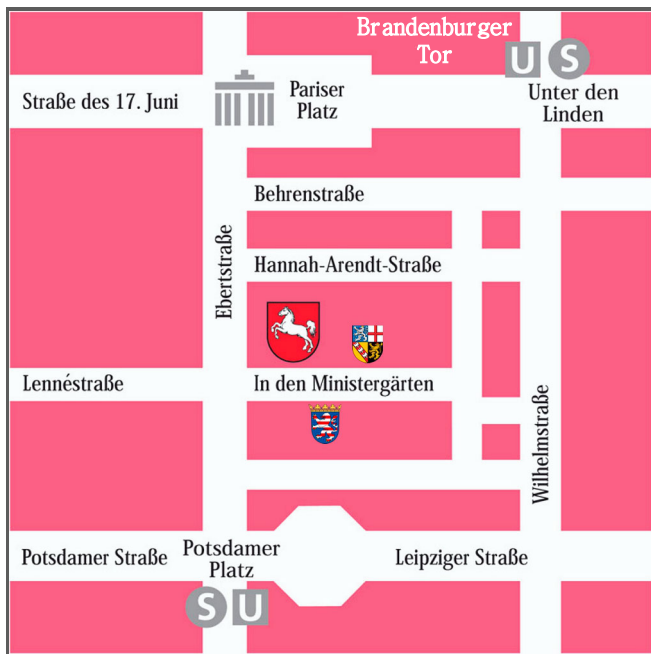 Brandenburger
Tor
U S
Straße des 17. Juni
Pariser
Platz
Unter den
Linden
Behrenstraße
Ebertstraße
Hannah-Arendt-Straße
Lennéstraße
In den Ministergärten
Wilhelmstraße
Potsdamer Straße
Potsdamer
Platz
Leipziger Straße
S U